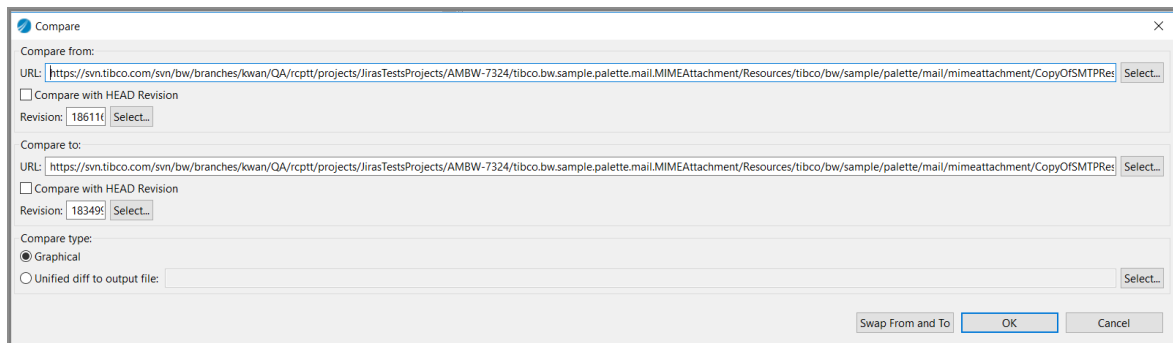 Compare
Compare from:
URL: https://svn.tibco.com/svn/bw/branches/kwan/QA/rcptt/projects/JirasTestsProjects/AMBW-7324/tibco.bw.sample.palette.mail.MIMEAttachment/Resources/tibco/bw/sample/palette/mail/mimeattachment/CopyOfSMTPRes Select...
Compare with HEAD Revision
Revision: 186116 Select...
Compare to:
URL: https://svn.tibco.com/svn/bw/branches/kwan/QA/rcptt/projects/JirasTestsProjects/AMBW-7324/tibco.bw.sample.palette.mail.MIMEAttachment/Resources/tibco/bw/sample/palette/mail/mimeattachment/CopyOfSMTPRes Select...
Compare with HEAD Revision
Revision: 183499 Select...
Compare type:
Graphical
Unified diff to output file: Select...
Swap From and To OK Cancel